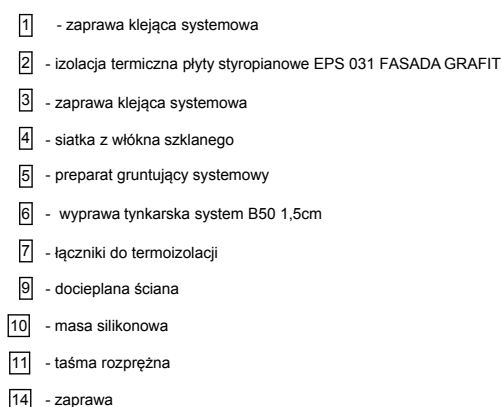 1 - zaprawa klejąca systemowa
2 - izolacja termiczna płyty styropianowe EPS 031 FASADA GRAFIT
3 - zaprawa klejąca systemowa
4 - siatka z włókna szklanego
5 - preparat gruntujący systemowy
6 - wyprawa tynkarska system B50 1,5cm
7 - łączniki do termoizolacji
9 - docieplana ściana
10 - masa silikonowa
11 - taśma rozprężna
14 - zaprawa